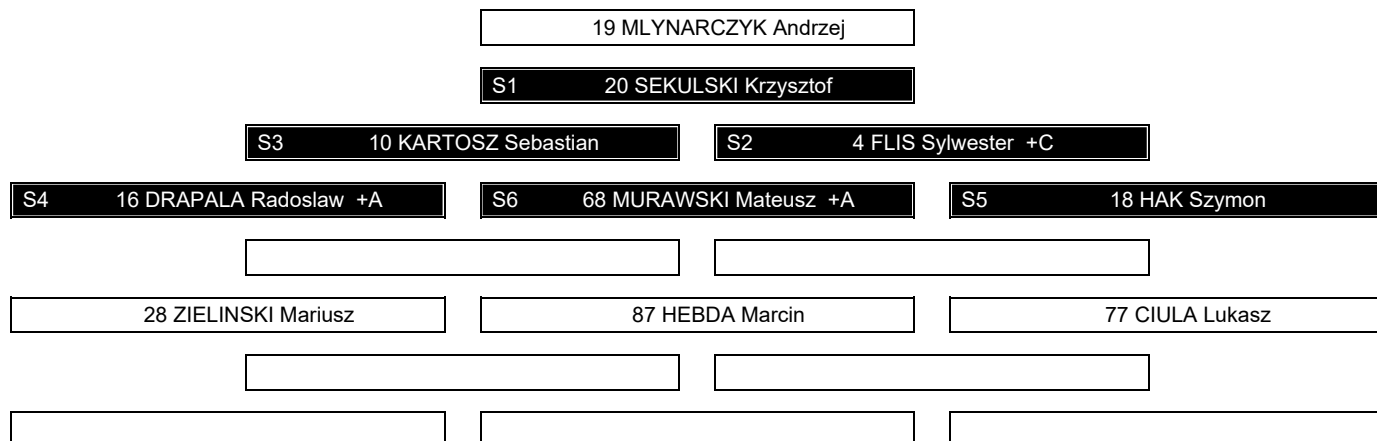 19 MLYNARCZYK Andrzej
S1 20 SEKULSKI Krzysztof
S3 10 KARTOSZ Sebastian S2 4 FLIS Sylwester +C
S4 16 DRAPALA Radoslaw +A S6 68 MURAWSKI Mateusz +A S5 18 HAK Szymon
28 ZIELINSKI Mariusz 87 HEBDA Marcin 77 CIULA Lukasz